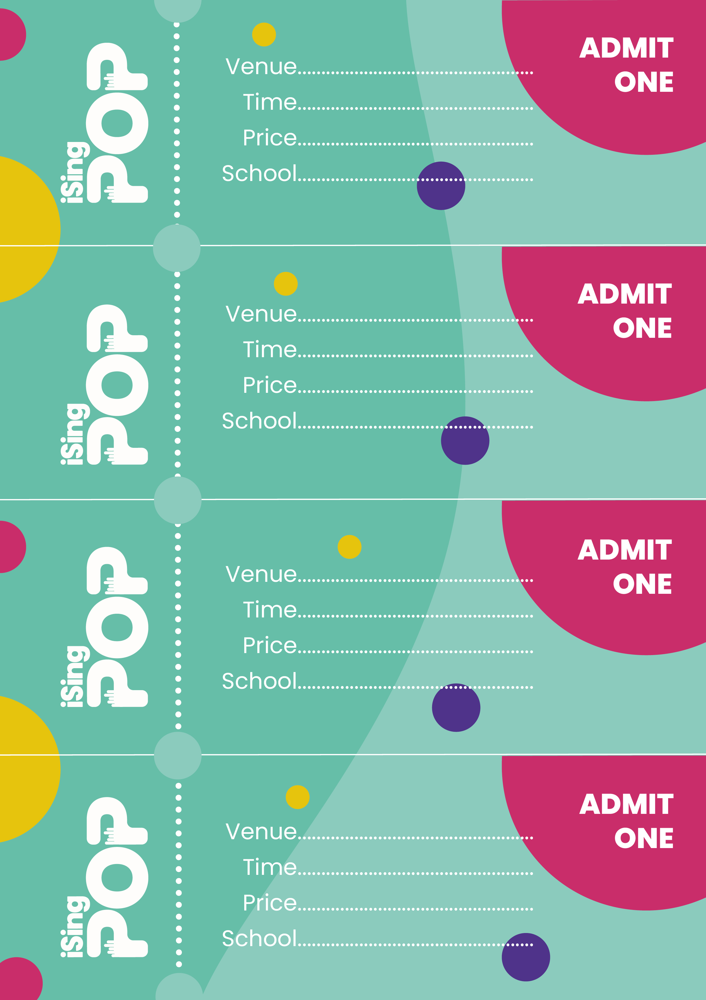 iSing
POP
Venue..................................................
Time..................................................
Price..................................................
School..................................................
ADMIT
ONE
iSing
POP
Venue..................................................
Time..................................................
Price..................................................
School..................................................
ADMIT
ONE
iSing
POP
Venue..................................................
Time..................................................
Price..................................................
School..................................................
ADMIT
ONE
iSing
POP
Venue..................................................
Time..................................................
Price..................................................
School..................................................
ADMIT
ONE